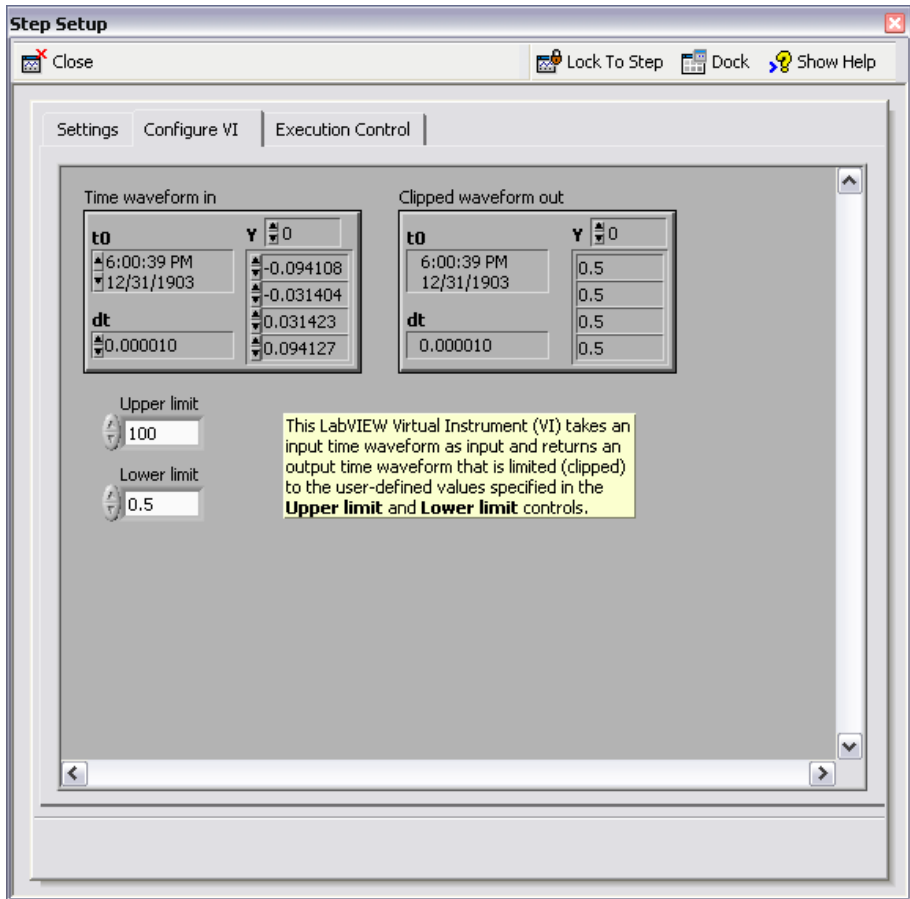 Step Setup
Close
Lock To Step
Dock
Show Help
Settings
Configure VI
Execution Control
Time waveform in
t0
6:00:39 PM
12/31/1903
dt
0.000010
Y
0
-0.094108
-0.031404
0.031423
0.094127
Clipped waveform out
t0
6:00:39 PM
12/31/1903
dt
0.000010
Y
0
0.5
0.5
0.5
0.5
Upper limit
100
Lower limit
0.5
This LabVIEW Virtual Instrument (VI) takes an
input time waveform as input and returns an
output time waveform that is limited (clipped)
to the user-defined values specified in the
Upper limit and Lower limit controls.